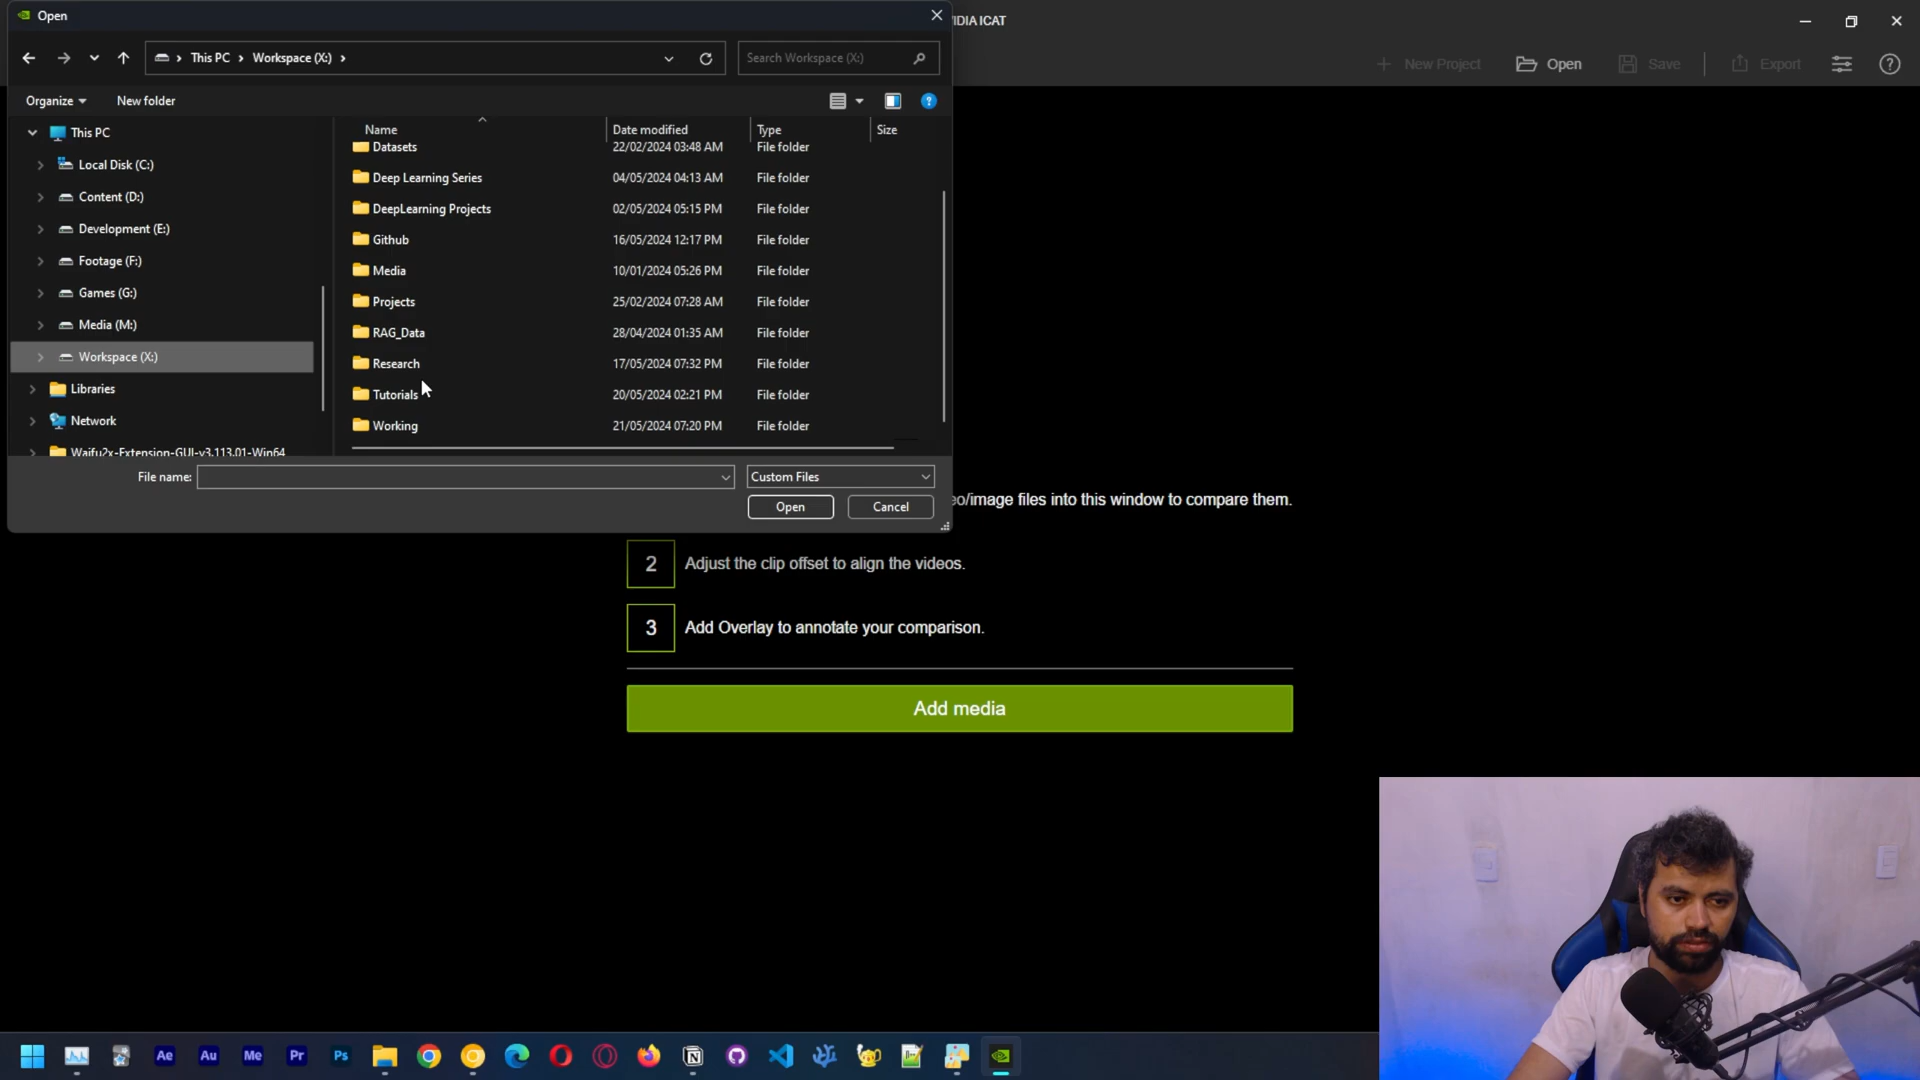 Open
IDIA ICAT
This PC > Workspace (X:) >
Search Workspace (X:)
New Project
Open
Save
Export
Organize
New folder
Name
Date modified
Type
Size
This PC
Local Disk (C:)
Content (D:)
Development (E:)
Footage (F:)
Games (G:)
Media (M:)
Workspace (X:)
Libraries
Network
Waifu2x-Extension-GUI-v3.113.01-Win64
Datasets 22/02/2024 03:48 AM File folder
Deep Learning Series 04/05/2024 04:13 AM File folder
DeepLearning Projects 02/05/2024 05:15 PM File folder
Github 16/05/2024 12:17 PM File folder
Media 10/01/2024 05:26 PM File folder
Projects 25/02/2024 07:28 AM File folder
RAG_Data 28/04/2024 01:35 AM File folder
Research 17/05/2024 07:32 PM File folder
Tutorials 20/05/2024 02:21 PM File folder
Working 21/05/2024 07:20 PM File folder
File name:
Custom Files
Open
Cancel
eo/image files into this window to compare them.
2 Adjust the clip offset to align the videos.
3 Add Overlay to annotate your comparison.
Add media
Ae
Au
Me
Pr
Ps